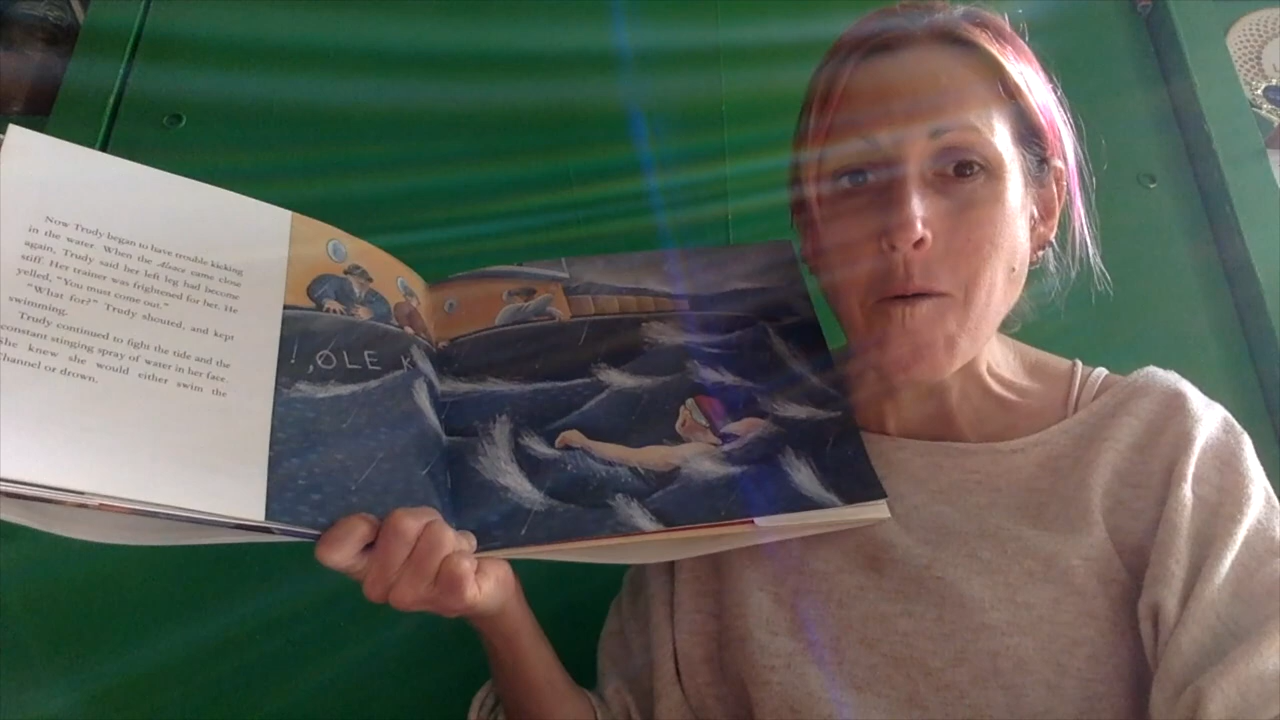 Now Trudy began to have trouble kicking
in the water. When the Alsace came close
again, Trudy said her left leg had become
stiff. Her trainer was frightened for her. He
yelled, "You must come out."
"What for?" Trudy shouted, and kept
swimming.
Trudy continued to fight the tide and the
constant stinging spray of water in her face.
She knew she would either swim the
Channel or drown.
! ,OLE K